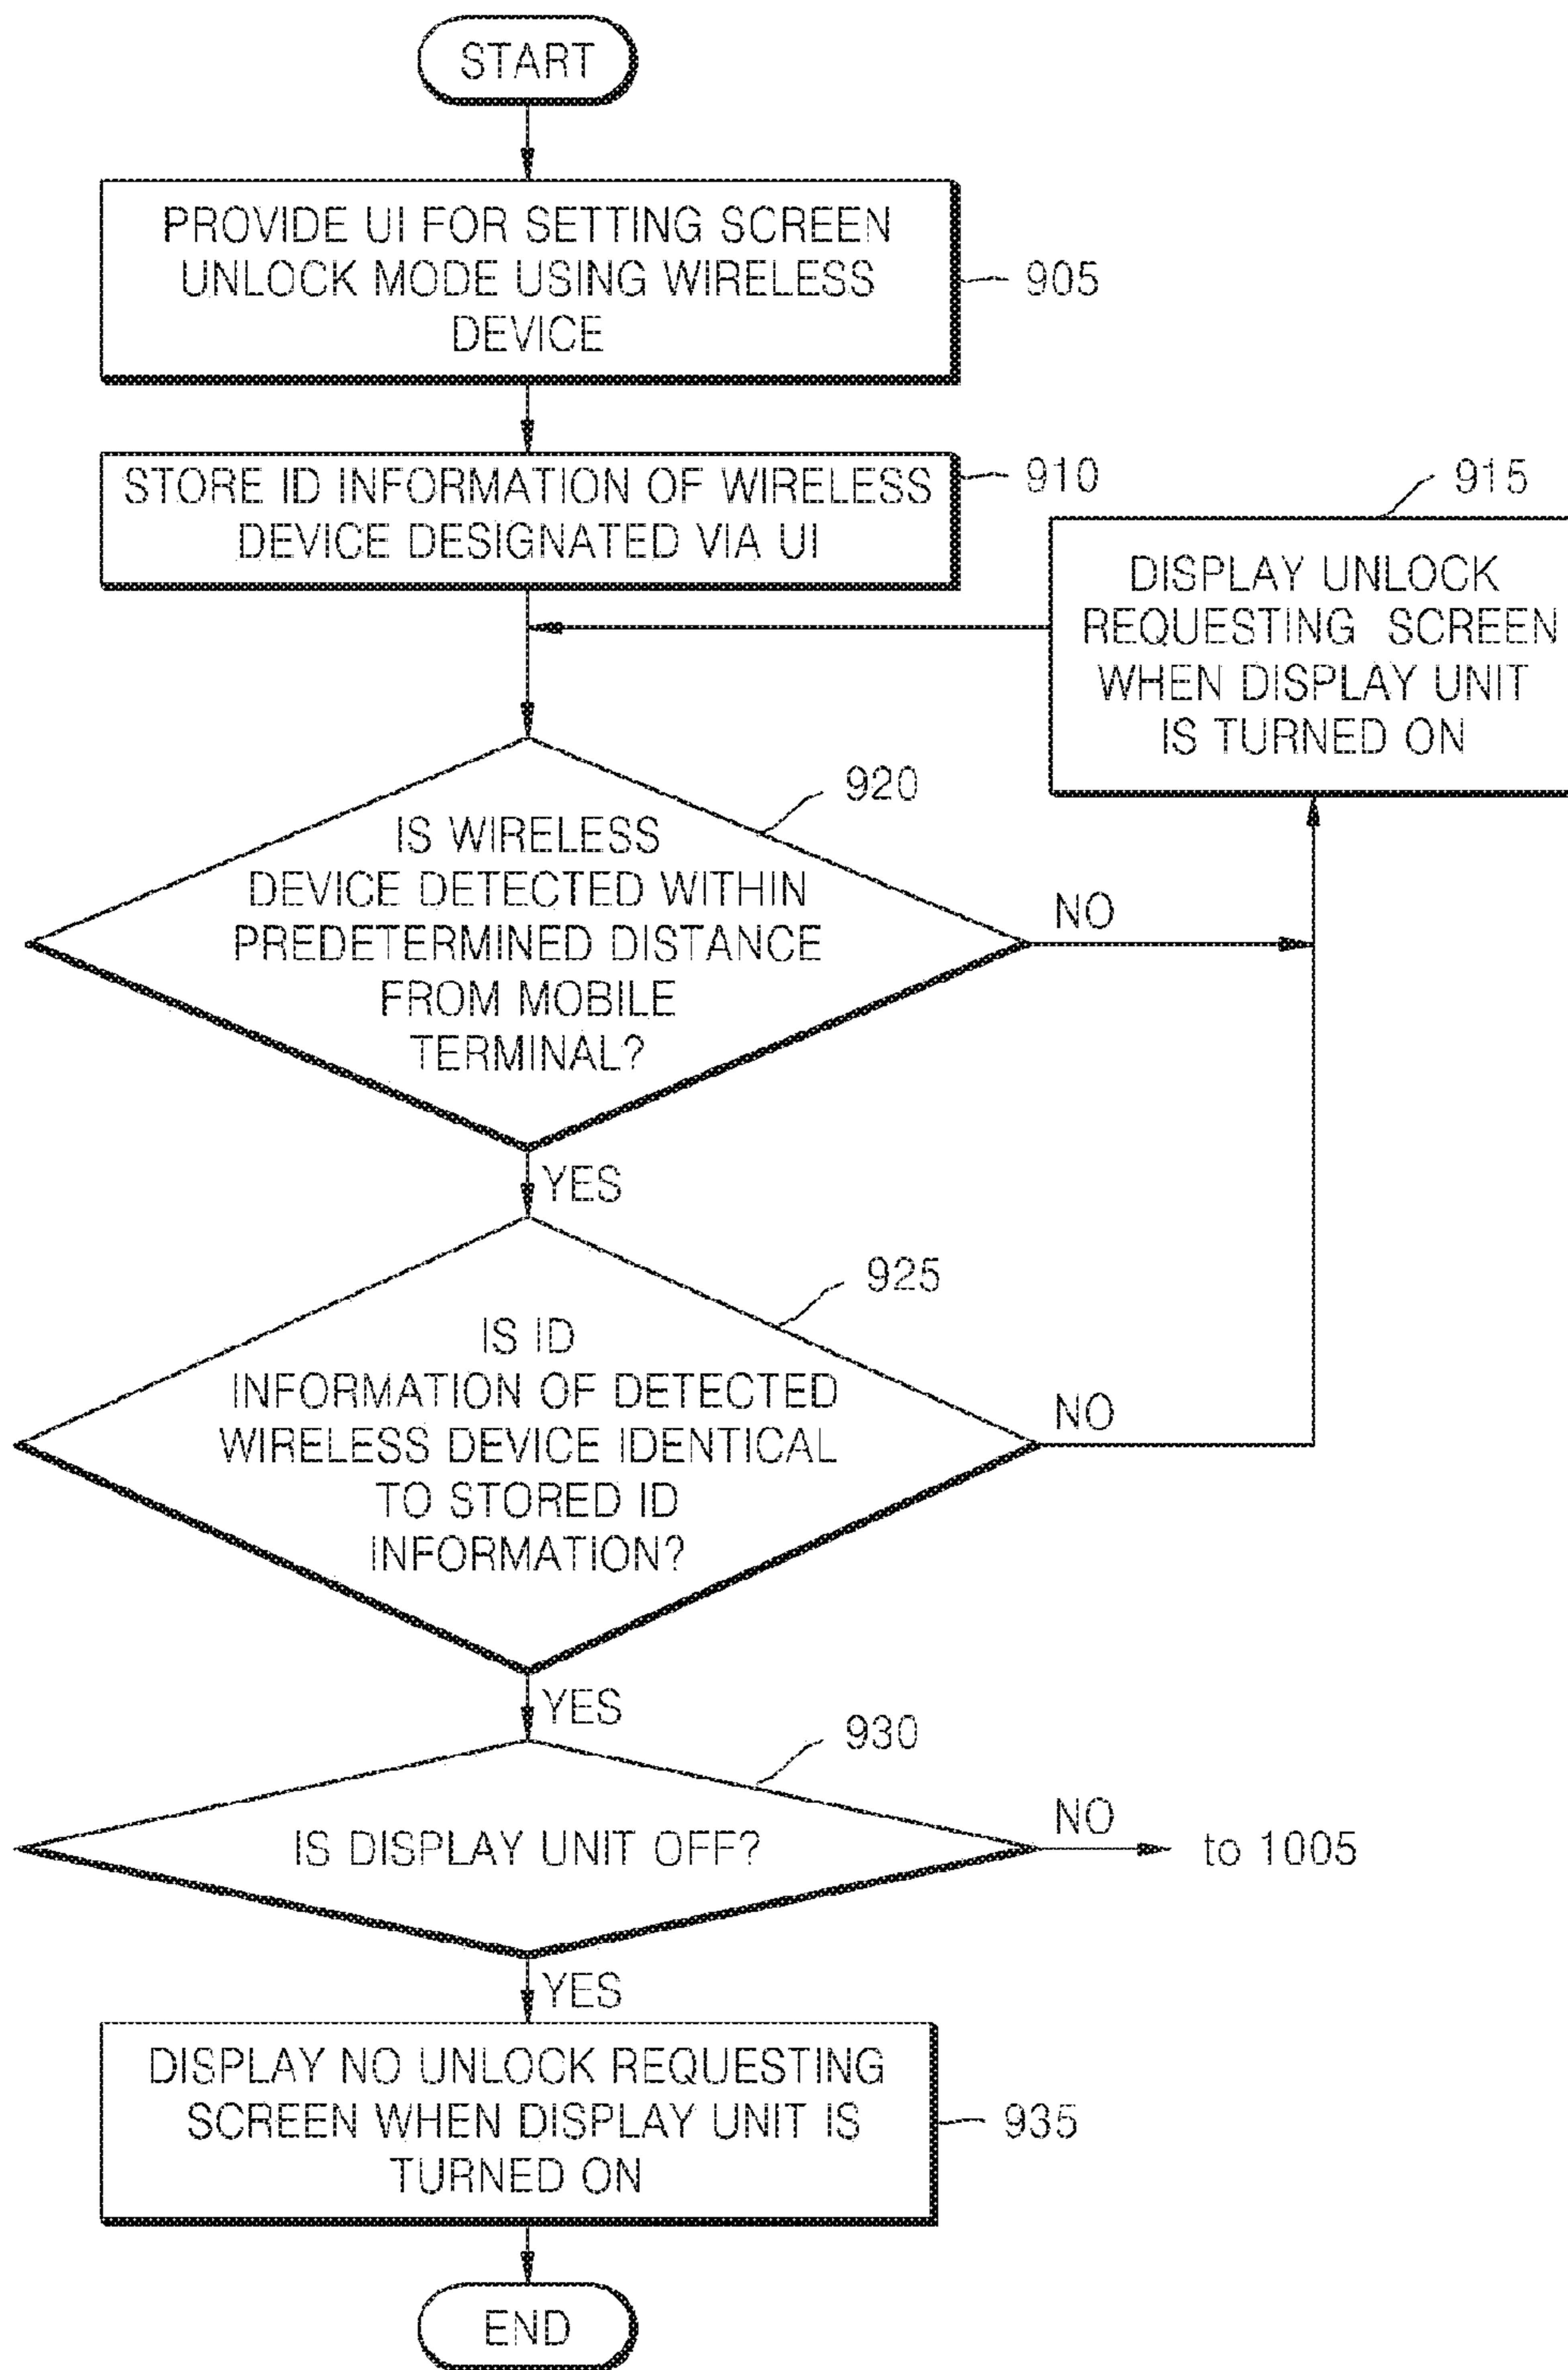 START
PROVIDE UI FOR SETTING SCREEN
UNLOCK MODE USING WIRELESS
DEVICE
905
STORE ID INFORMATION OF WIRELESS
DEVICE DESIGNATED VIA UI
910
915
DISPLAY UNLOCK
REQUESTING SCREEN
WHEN DISPLAY UNIT
IS TURNED ON
920
IS WIRELESS
DEVICE DETECTED WITHIN
PREDETERMINED DISTANCE
FROM MOBILE
TERMINAL?
NO
YES
925
IS ID
INFORMATION OF DETECTED
WIRELESS DEVICE IDENTICAL
TO STORED ID
INFORMATION?
NO
YES
930
IS DISPLAY UNIT OFF?
NO
to 1005
YES
DISPLAY NO UNLOCK REQUESTING
SCREEN WHEN DISPLAY UNIT IS
TURNED ON
935
END